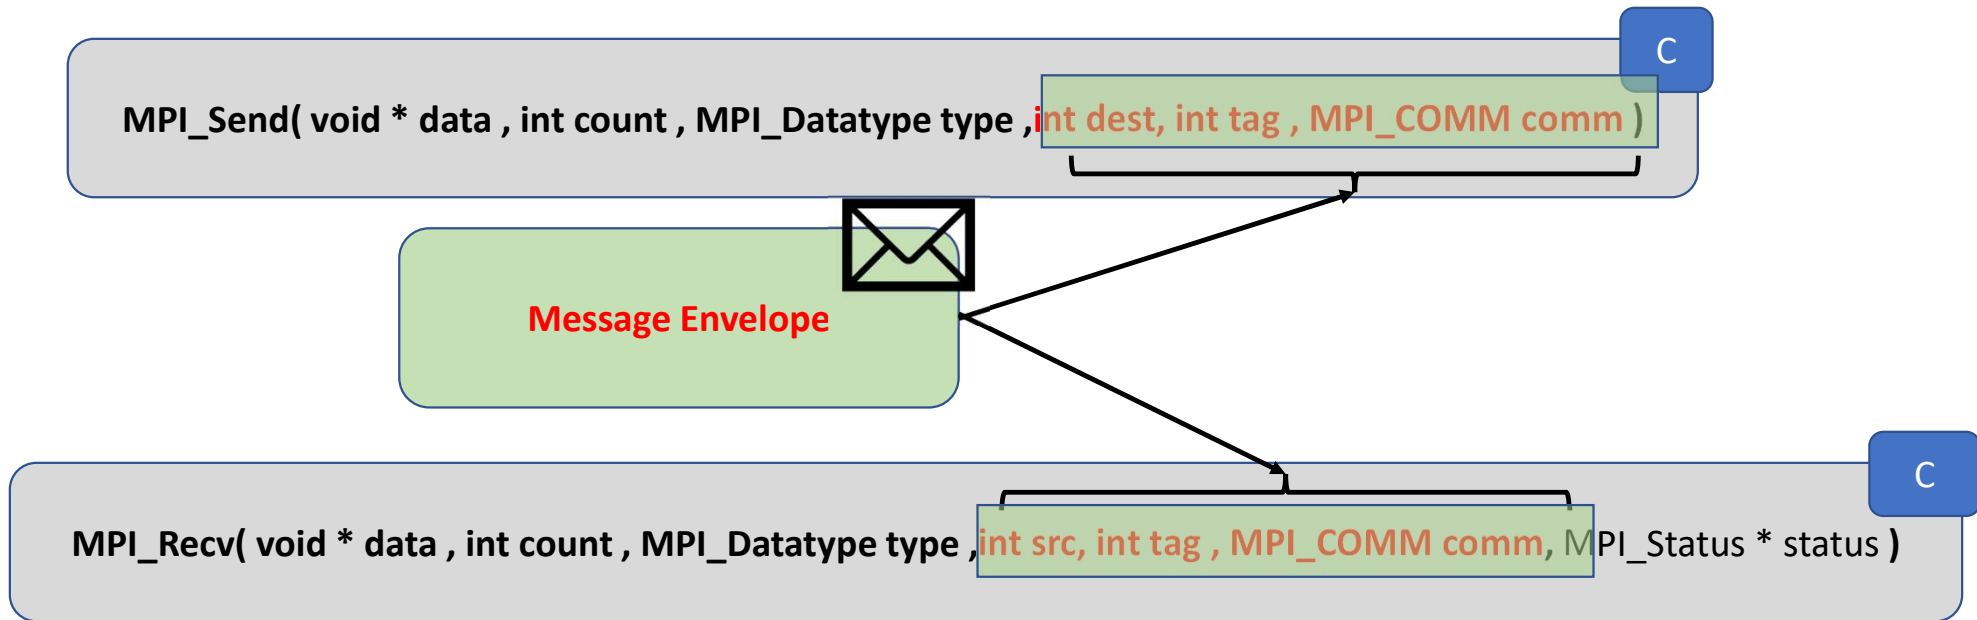 C
MPI_Send( void * data , int count , MPI_Datatype type ,int dest, int tag , MPI_COMM comm )
Message Envelope
C
MPI_Recv( void * data , int count , MPI_Datatype type ,int src, int tag , MPI_COMM comm, MPI_Status * status )